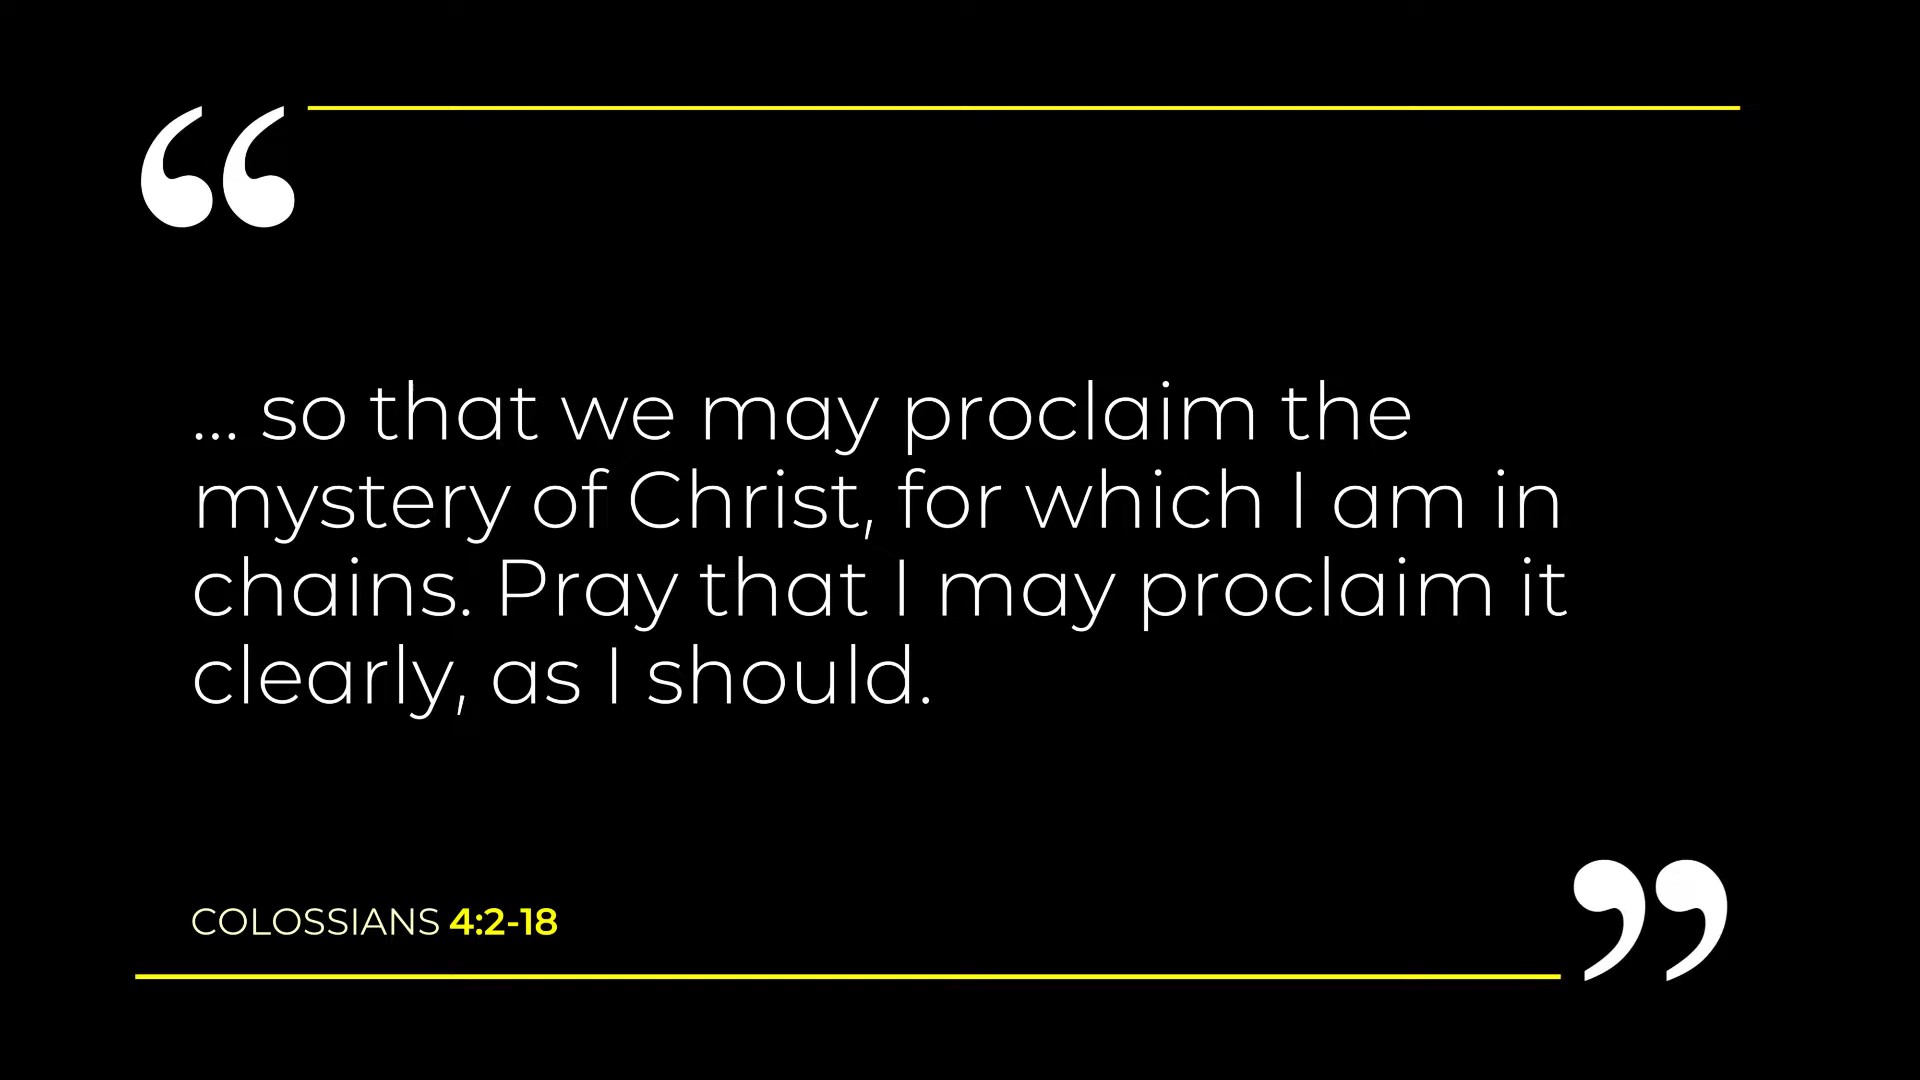 “
... so that we may proclaim the
mystery of Christ, for which I am in
chains. Pray that I may proclaim it
clearly, as I should.
COLOSSIANS 4:2-18
”